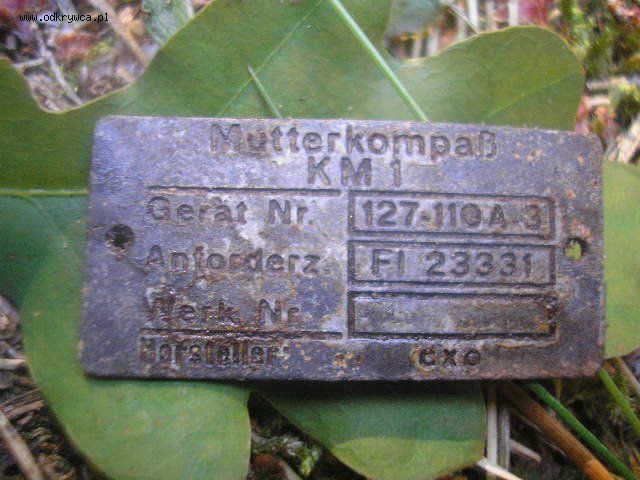 www.odkrywca.pl
Mutterkompaß
KM 1
Gerät Nr. 127-110A-3
Anforderz. Fl 23331
Werk Nr.
Hersteller: cxo